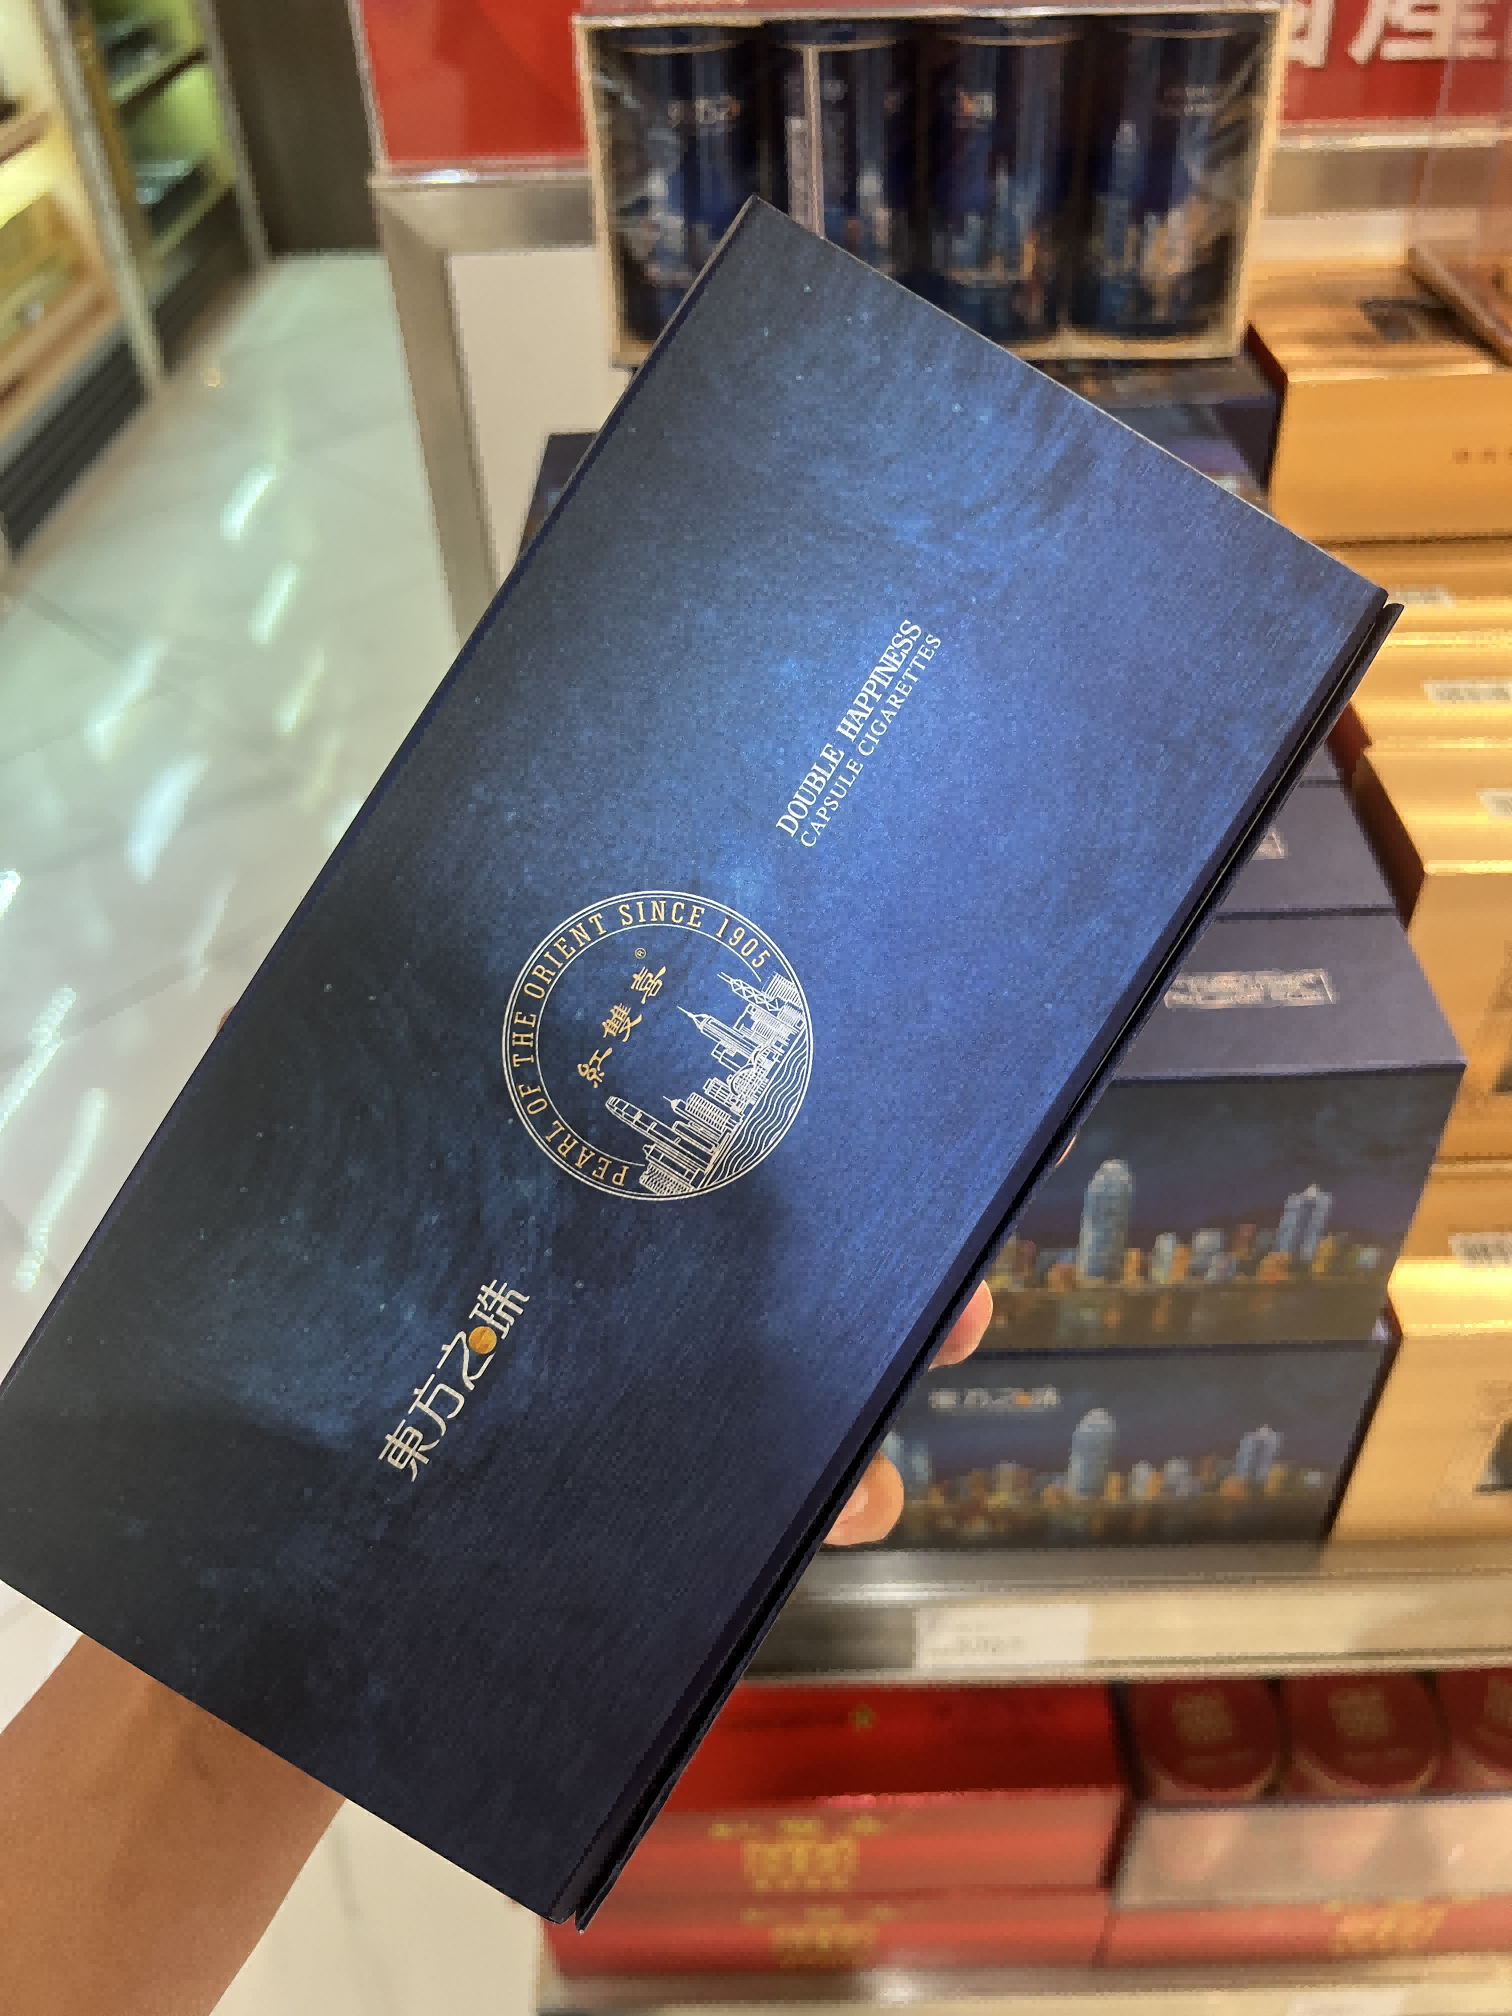 東方之珠
PEARL OF THE ORIENT SINCE 1905
紅雙喜®
DOUBLE HAPPINESS
CAPSULE CIGARETTES